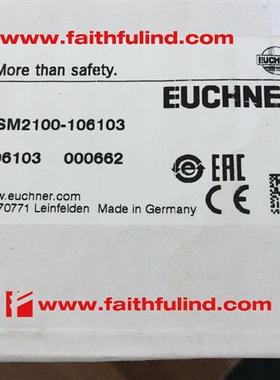 www.faithfulind.com
More than safety.
EUCHNER
EUCHNER
SM2100-106103
06103 000662
w.euchner.com
70771 Leinfelden Made in Germany
EAC
www.faithfulind.com